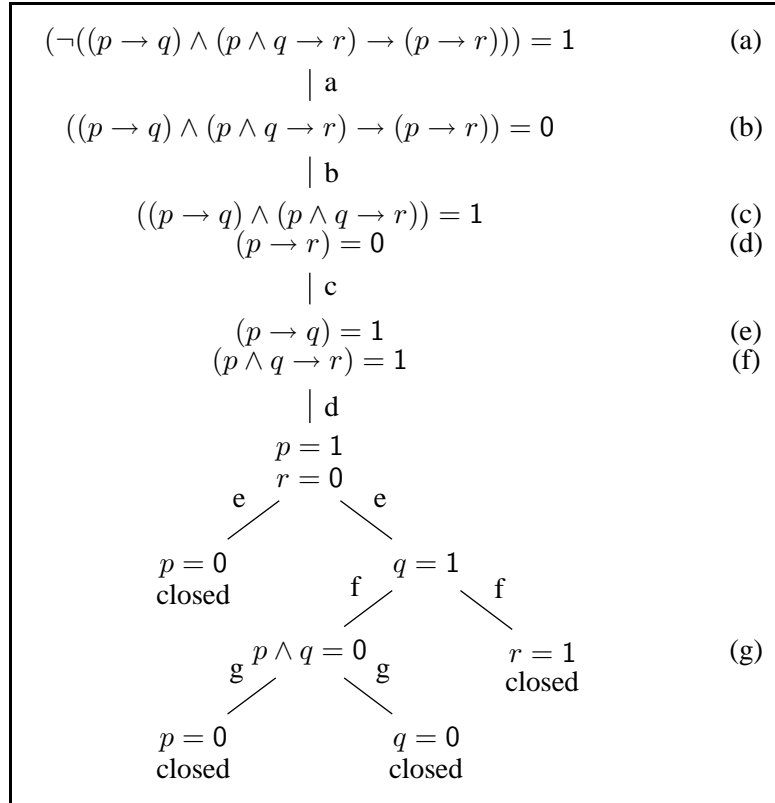 (¬((p → q) ∧ (p ∧ q → r) → (p → r))) = 1 (a)
a
((p → q) ∧ (p ∧ q → r) → (p → r)) = 0 (b)
b
((p → q) ∧ (p ∧ q → r)) = 1 (c)
(p → r) = 0 (d)
c
(p → q) = 1 (e)
(p ∧ q → r) = 1 (f)
d
p = 1
r = 0
e e
p = 0 q = 1
closed
f f
p ∧ q = 0 r = 1 (g)
g g closed
p = 0 q = 0
closed closed